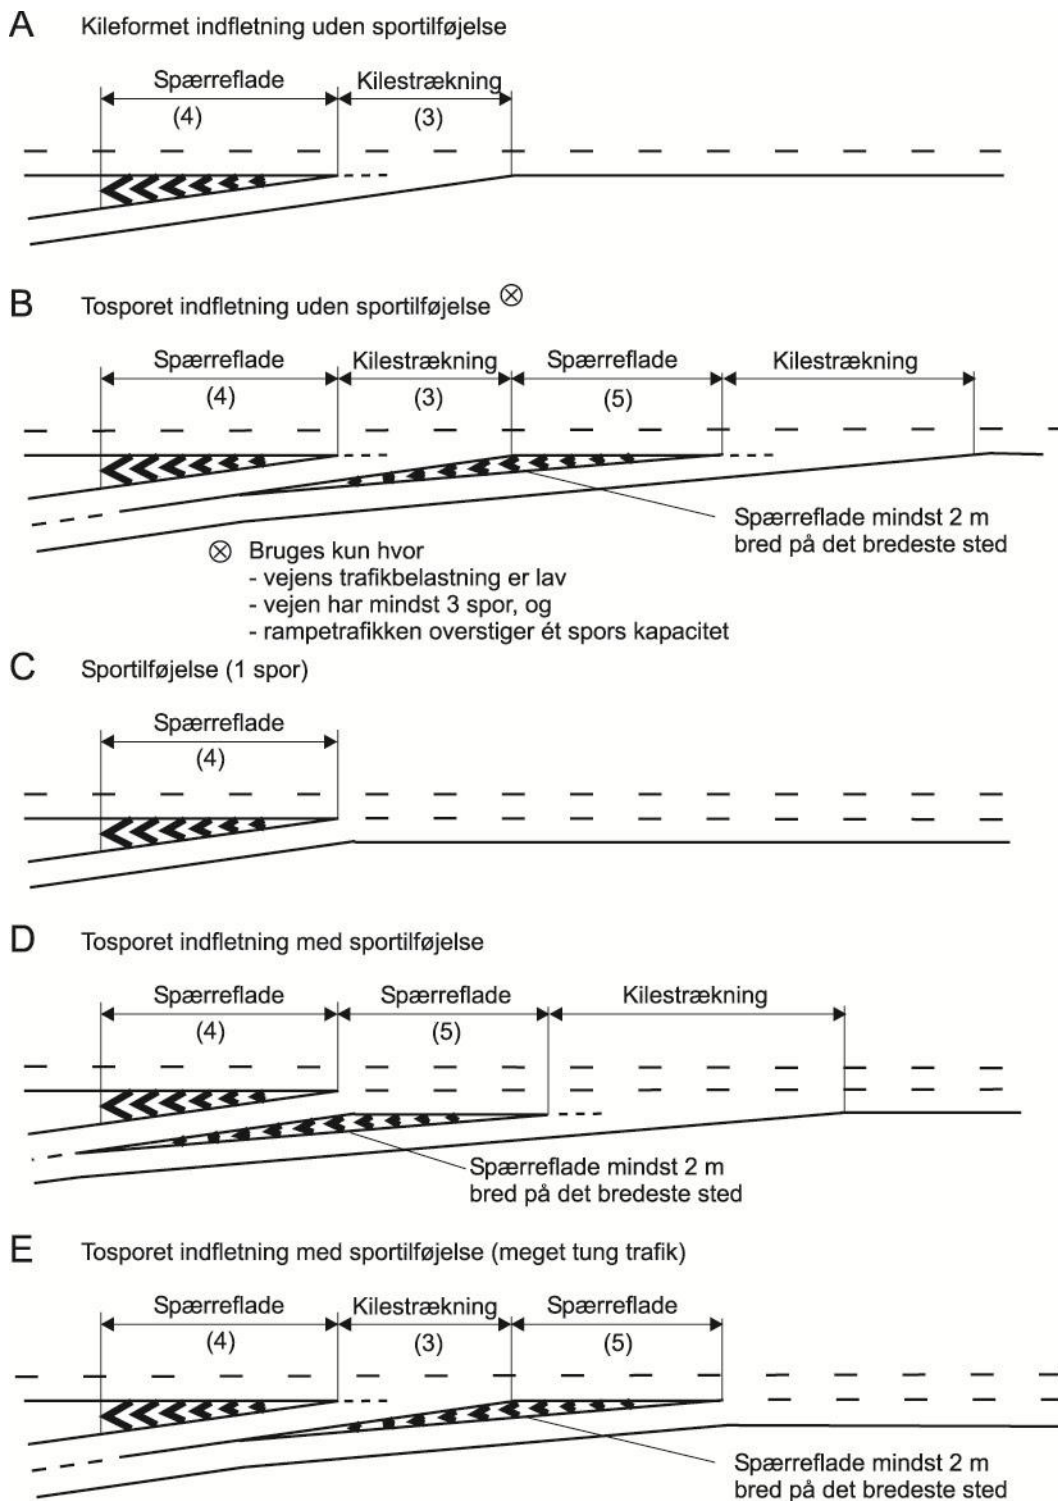 A Kileformet indfletning uden sportilføjelse
Spærreflade Kilestrækning
(4) (3)
B Tosporet indfletning uden sportilføjelse ⊗
Spærreflade Kilestrækning Spærreflade Kilestrækning
(4) (3) (5)
Spærreflade mindst 2 m
bred på det bredeste sted
⊗ Bruges kun hvor
- vejens trafikbelastning er lav
- vejen har mindst 3 spor, og
- rampetrafikken overstiger ét spors kapacitet
C Sportilføjelse (1 spor)
Spærreflade
(4)
D Tosporet indfletning med sportilføjelse
Spærreflade Spærreflade Kilestrækning
(4) (5)
Spærreflade mindst 2 m
bred på det bredeste sted
E Tosporet indfletning med sportilføjelse (meget tung trafik)
Spærreflade Kilestrækning Spærreflade
(4) (3) (5)
Spærreflade mindst 2 m
bred på det bredeste sted